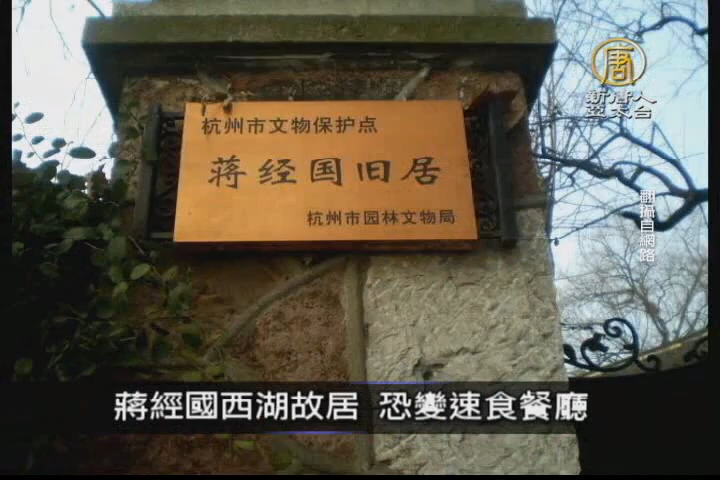 杭州市文物保护点
蒋经国旧居
杭州市园林文物局
新唐人
亞太台
翻攝自網路
蔣經國西湖故居 恐變速食餐廳